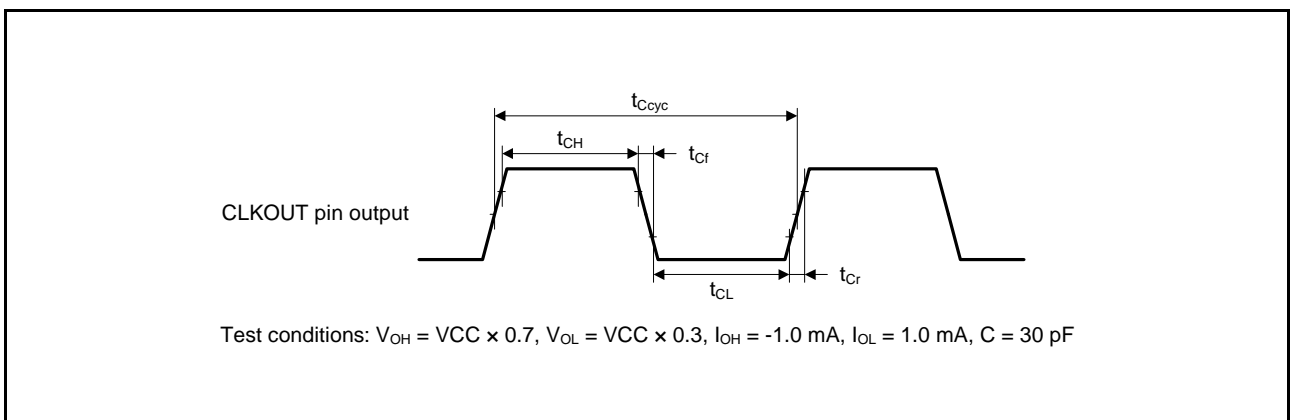 tCcyc
tCH
tCf
CLKOUT pin output
tCr
tCL
Test conditions: VOH = VCC × 0.7, VOL = VCC × 0.3, IOH = -1.0 mA, IOL = 1.0 mA, C = 30 pF